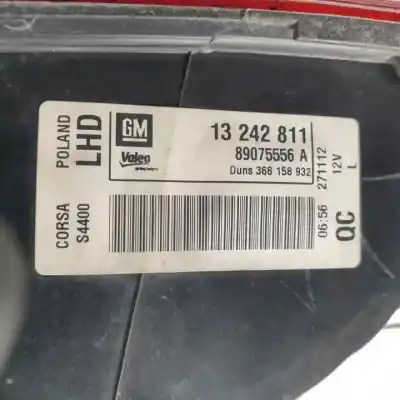 POLAND
LHD
GM
Valeo
13 242 811
89075556 A
Duns 368 158 932
CORSA
S4400
06:56 271112
12V
QC
L